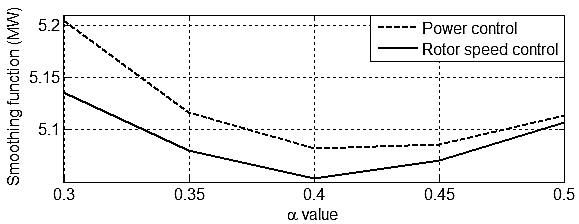 Smoothing function (MW)
5.2
5.15
5.1
Power control
Rotor speed control
0.3 0.35 0.4 0.45 0.5
α value